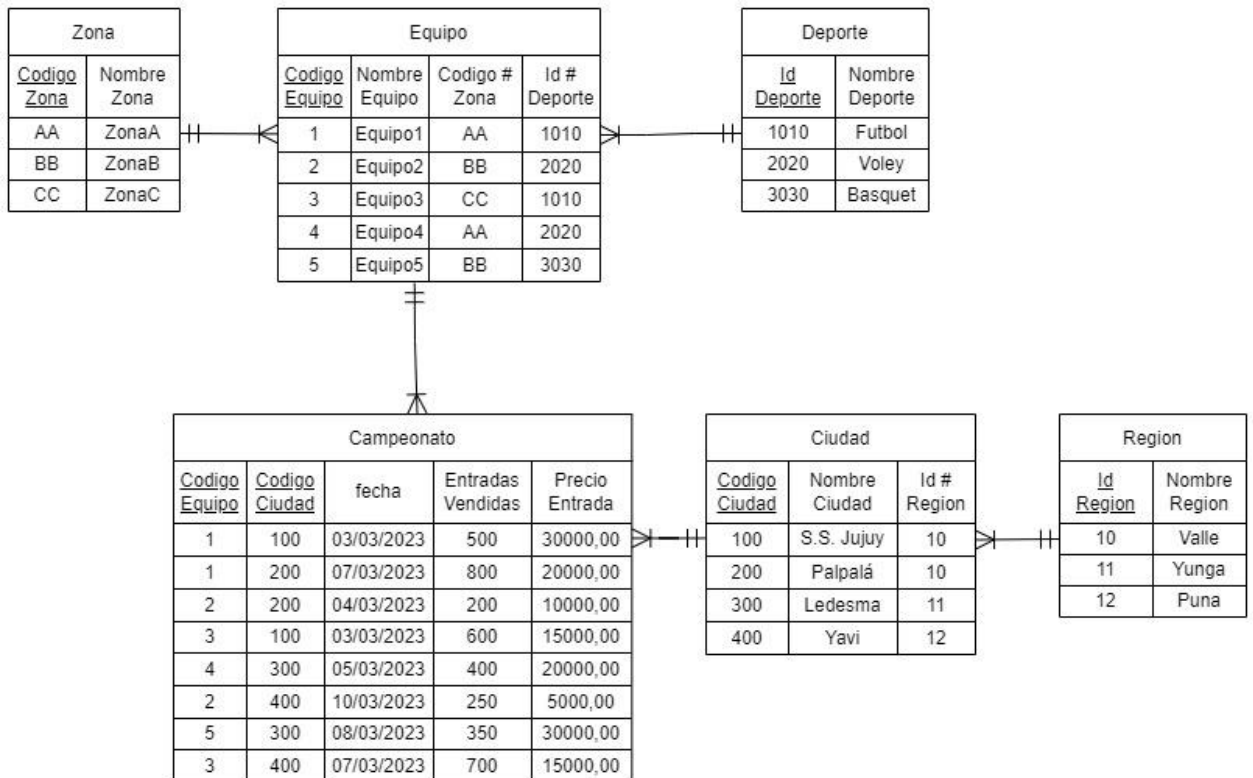 Zona
Codigo Zona Nombre Zona
AA ZonaA
BB ZonaB
CC ZonaC
Equipo
Codigo Equipo Nombre Equipo Codigo # Zona Id # Deporte
1 Equipo1 AA 1010
2 Equipo2 BB 2020
3 Equipo3 CC 1010
4 Equipo4 AA 2020
5 Equipo5 BB 3030
Deporte
Id Deporte Nombre Deporte
1010 Futbol
2020 Voley
3030 Basquet
Campeonato
Codigo Equipo Codigo Ciudad fecha Entradas Vendidas Precio Entrada
1 100 03/03/2023 500 30000,00
1 200 07/03/2023 800 20000,00
2 200 04/03/2023 200 10000,00
3 100 03/03/2023 600 15000,00
4 300 05/03/2023 400 20000,00
2 400 10/03/2023 250 5000,00
5 300 08/03/2023 350 30000,00
3 400 07/03/2023 700 15000,00
Ciudad
Codigo Ciudad Nombre Ciudad Id # Region
100 S.S. Jujuy 10
200 Palpalá 10
300 Ledesma 11
400 Yavi 12
Region
Id Region Nombre Region
10 Valle
11 Yunga
12 Puna